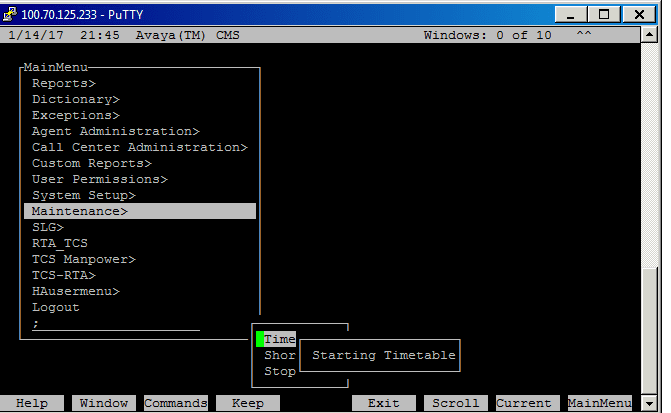 100.70.125.233 - PuTTY
1/14/17 21:45 Avaya(TM) CMS Windows: 0 of 10 ^^
MainMenu
Reports>
Dictionary>
Exceptions>
Agent Administration>
Call Center Administration>
Custom Reports>
User Permissions>
System Setup>
Maintenance>
SLG>
RTA_TCS
TCS Manpower>
TCS-RTA>
HAusermenu>
Logout
;
Time
Shor Starting Timetable
Stop
Help Window Commands Keep Exit Scroll Current MainMenu